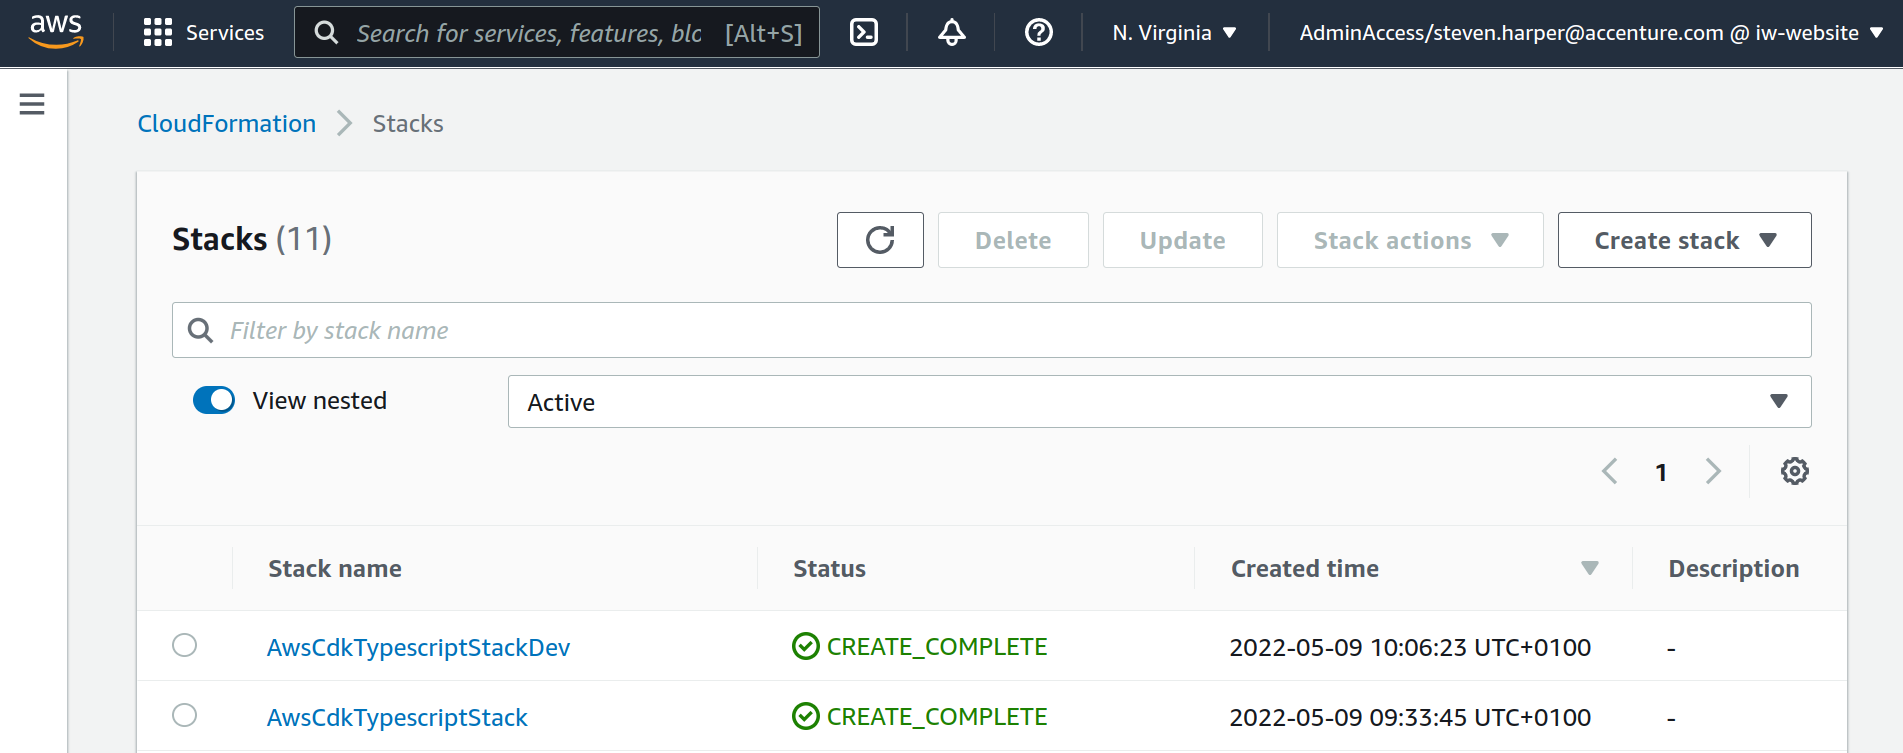 aws Services Search for services, features, blo [Alt+S] N. Virginia AdminAccess/steven.harper@accenture.com @ iw-website
CloudFormation Stacks
Stacks (11) Delete Update Stack actions Create stack
Filter by stack name
View nested Active
1
Stack name Status Created time Description
AwsCdkTypescriptStackDev CREATE_COMPLETE 2022-05-09 10:06:23 UTC+0100 -
AwsCdkTypescriptStack CREATE_COMPLETE 2022-05-09 09:33:45 UTC+0100 -